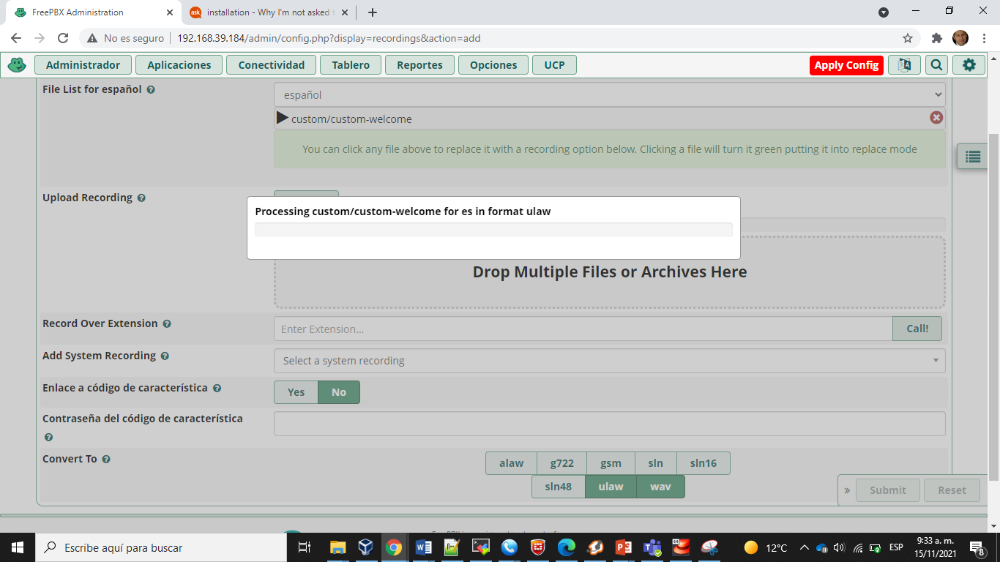 FreePBX Administration
installation - Why I'm not asked
No es seguro
192.168.39.184/admin/config.php?display=recordings&action=add
Administrador
Aplicaciones
Conectividad
Tablero
Reportes
Opciones
UCP
Apply Config
File List for español
español
custom/custom-welcome
You can click any file above to replace it with a recording option below. Clicking a file will turn it green putting it into replace mode
Upload Recording
Processing custom/custom-welcome for es in format ulaw
Drop Multiple Files or Archives Here
Record Over Extension
Enter Extension...
Call!
Add System Recording
Select a system recording
Enlace a código de característica
Yes
No
Contraseña del código de característica
Convert To
alaw
g722
gsm
sln
sln16
sln48
ulaw
wav
»
Submit
Reset
Escribe aquí para buscar
12°C
ESP
9:33 a. m.
15/11/2021
8